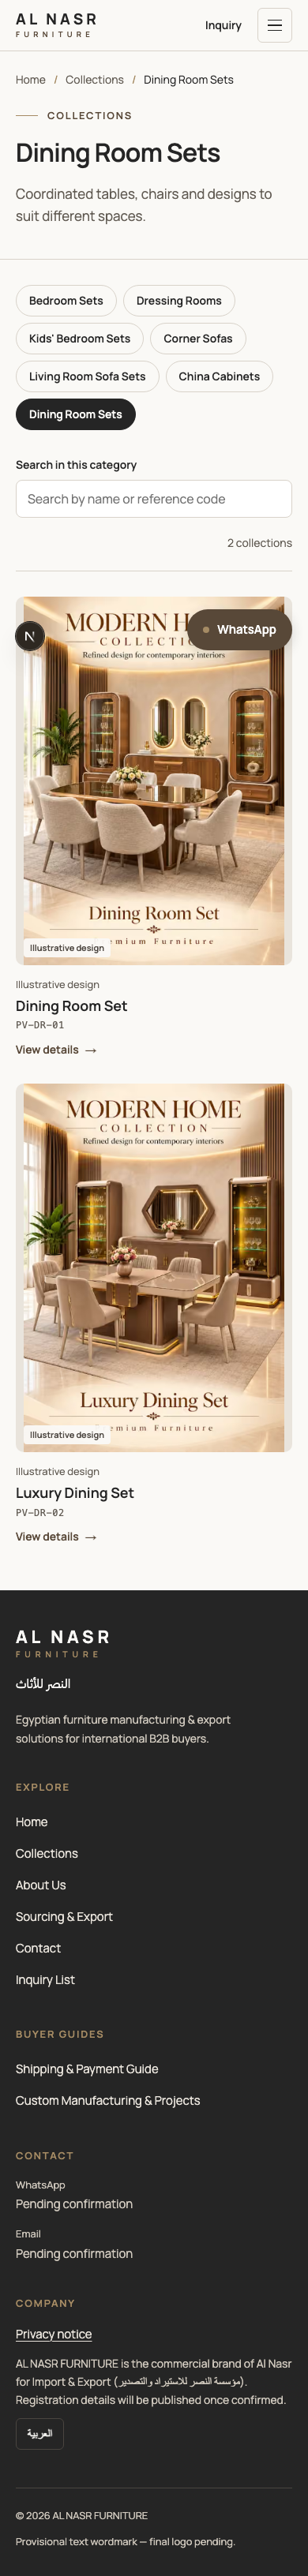 AL NASR
FURNITURE
Inquiry
Home / Collections / Dining Room Sets
COLLECTIONS
Dining Room Sets
Coordinated tables, chairs and designs to
suit different spaces.
Bedroom Sets
Dressing Rooms
Kids' Bedroom Sets
Corner Sofas
Living Room Sofa Sets
China Cabinets
Dining Room Sets
Search in this category
Search by name or reference code
2 collections
MODERN HOME
COLLECTION
Refined design for contemporary interiors
N
WhatsApp
Dining Room Set
Premium Furniture
Illustrative design
Illustrative design
Dining Room Set
PV-DR-01
View details →
MODERN HOME
COLLECTION
Refined design for contemporary interiors
Luxury Dining Set
Premium Furniture
Illustrative design
Illustrative design
Luxury Dining Set
PV-DR-02
View details →
AL NASR
FURNITURE
النصر للأثاث
Egyptian furniture manufacturing & export
solutions for international B2B buyers.
EXPLORE
Home
Collections
About Us
Sourcing & Export
Contact
Inquiry List
BUYER GUIDES
Shipping & Payment Guide
Custom Manufacturing & Projects
CONTACT
WhatsApp
Pending confirmation
Email
Pending confirmation
COMPANY
Privacy notice
AL NASR FURNITURE is the commercial brand of Al Nasr
for Import & Export (مؤسسة النصر للاستيراد والتصدير).
Registration details will be published once confirmed.
العربية
© 2026 AL NASR FURNITURE
Provisional text wordmark — final logo pending.